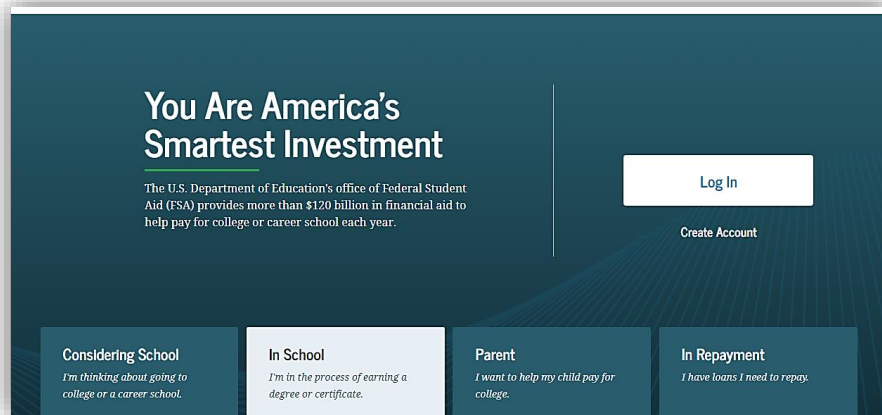 You Are America's
Smartest Investment
The U.S. Department of Education's office of Federal Student
Aid (FSA) provides more than $120 billion in financial aid to
help pay for college or career school each year.
Log In
Create Account
Considering School
I'm thinking about going to
college or a career school.
In School
I'm in the process of earning a
degree or certificate.
Parent
I want to help my child pay for
college.
In Repayment
I have loans I need to repay.